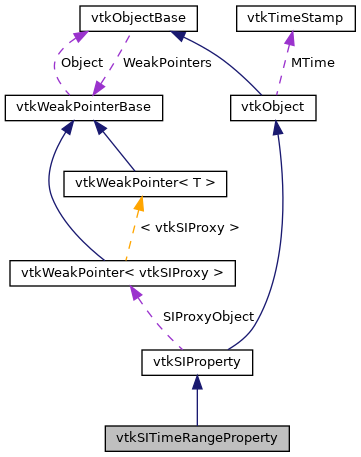 vtkObjectBase
vtkTimeStamp
Object
WeakPointers
MTime
vtkWeakPointerBase
vtkObject
vtkWeakPointer< T >
< vtkSIProxy >
vtkWeakPointer< vtkSIProxy >
SIProxyObject
vtkSIProperty
vtkSITimeRangeProperty